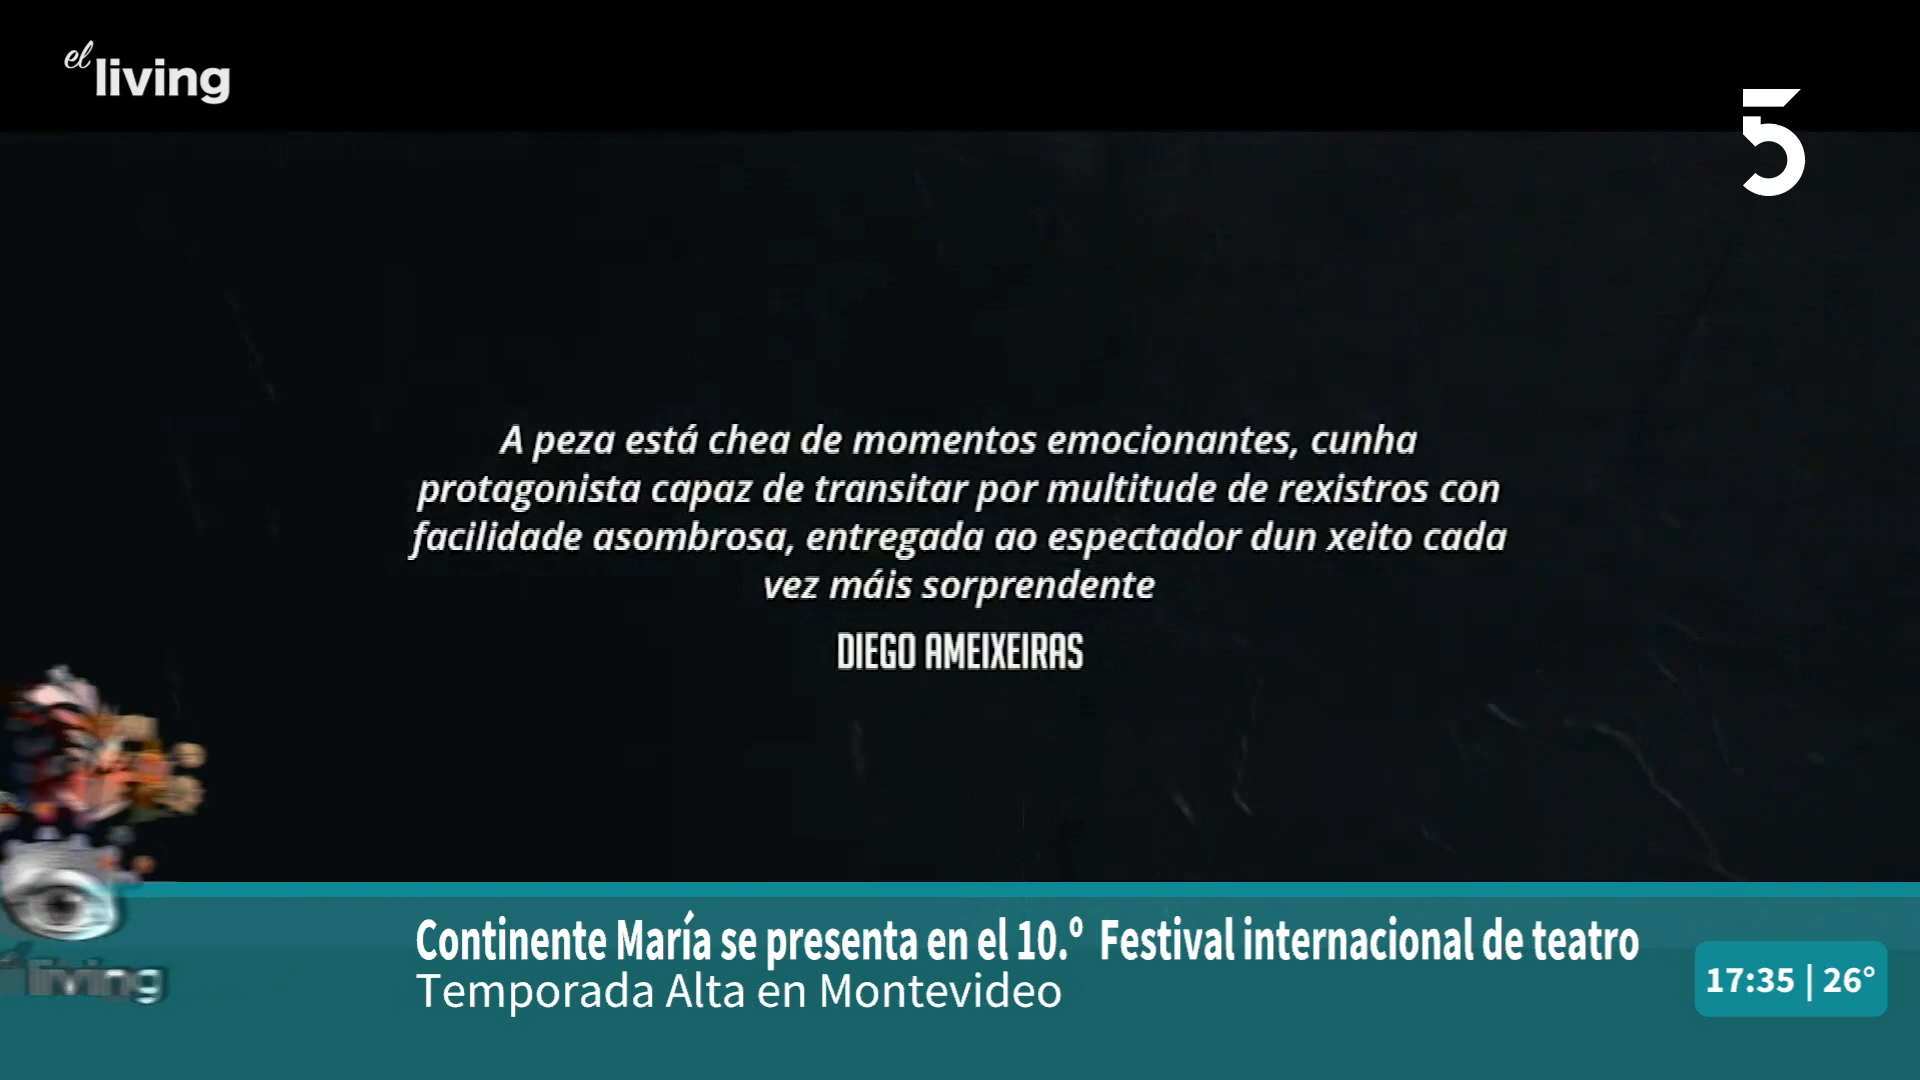 el living
5
A peza está chea de momentos emocionantes, cunha
protagonista capaz de transitar por multitude de rexistros con
facilidade asombrosa, entregada ao espectador dun xeito cada
vez máis sorprendente
DIEGO AMEIXEIRAS
living
Continente María se presenta en el 10.º Festival internacional de teatro
Temporada Alta en Montevideo
17:35 | 26°